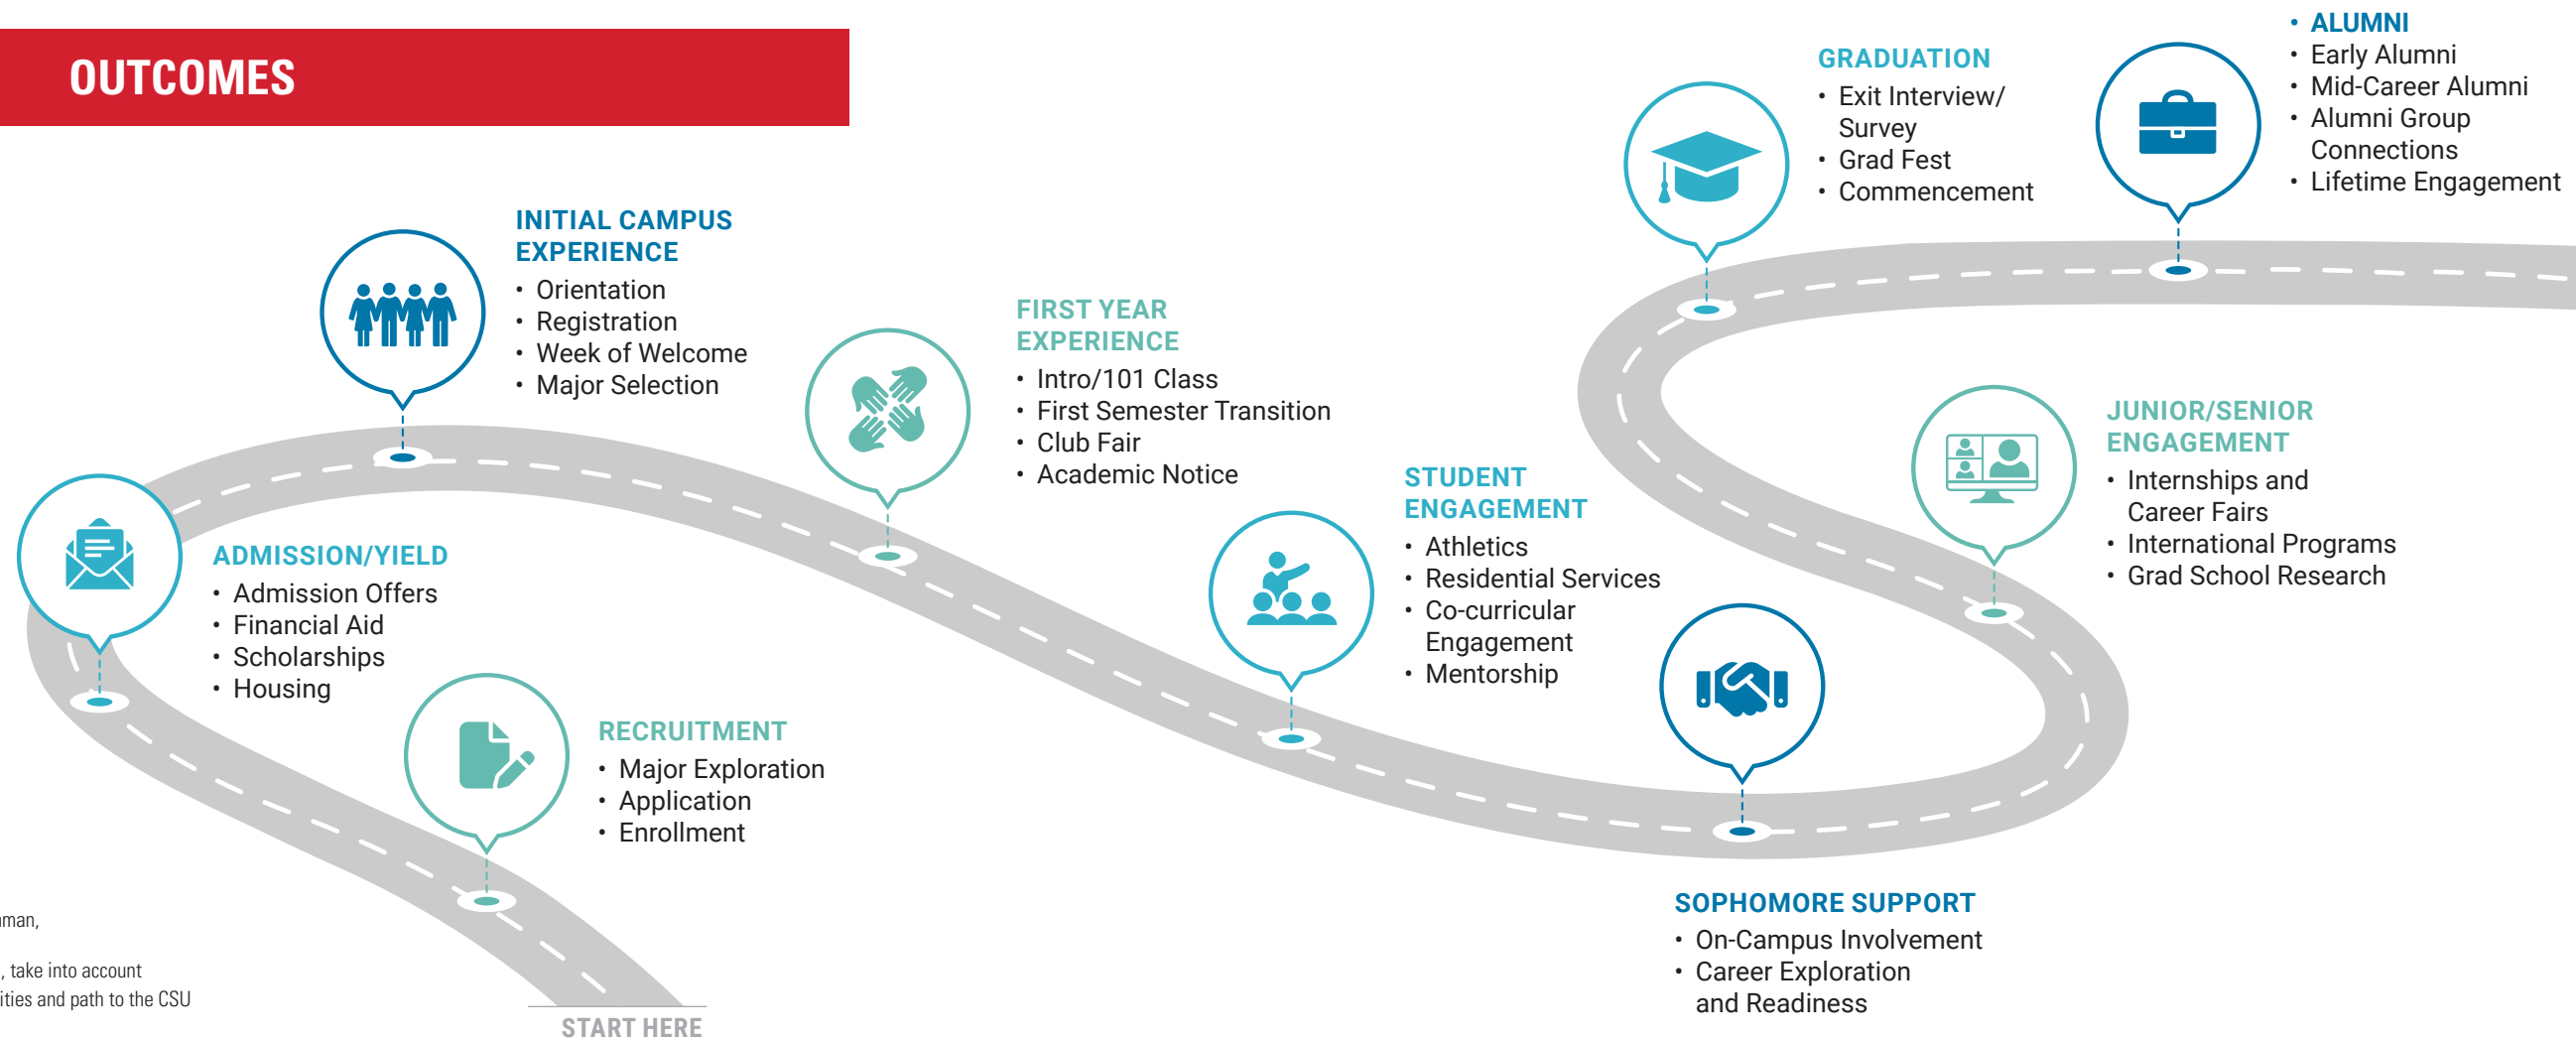 OUTCOMES
INITIAL CAMPUS
EXPERIENCE
• Orientation
• Registration
• Week of Welcome
• Major Selection
FIRST YEAR
EXPERIENCE
• Intro/101 Class
• First Semester Transition
• Club Fair
• Academic Notice
STUDENT
ENGAGEMENT
• Athletics
• Residential Services
• Co-curricular
Engagement
• Mentorship
GRADUATION
• Exit Interview/
Survey
• Grad Fest
• Commencement
• ALUMNI
• Early Alumni
• Mid-Career Alumni
• Alumni Group
Connections
• Lifetime Engagement
JUNIOR/SENIOR
ENGAGEMENT
• Internships and
Career Fairs
• International Programs
• Grad School Research
ADMISSION/YIELD
• Admission Offers
• Financial Aid
• Scholarships
• Housing
RECRUITMENT
• Major Exploration
• Application
• Enrollment
SOPHOMORE SUPPORT
• On-Campus Involvement
• Career Exploration
and Readiness
man,
, take into account
ities and path to the CSU
START HERE